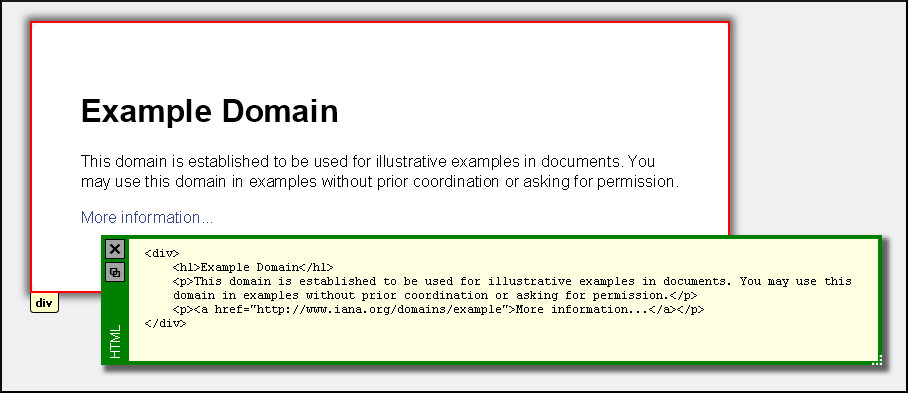 Example Domain
This domain is established to be used for illustrative examples in documents. You
may use this domain in examples without prior coordination or asking for permission.
More information...
div
HTML
<div>
<h1>Example Domain</h1>
<p>This domain is established to be used for illustrative examples in documents. You may use this
domain in examples without prior coordination or asking for permission.</p>
<p><a href="http://www.iana.org/domains/example">More information...</a></p>
</div>